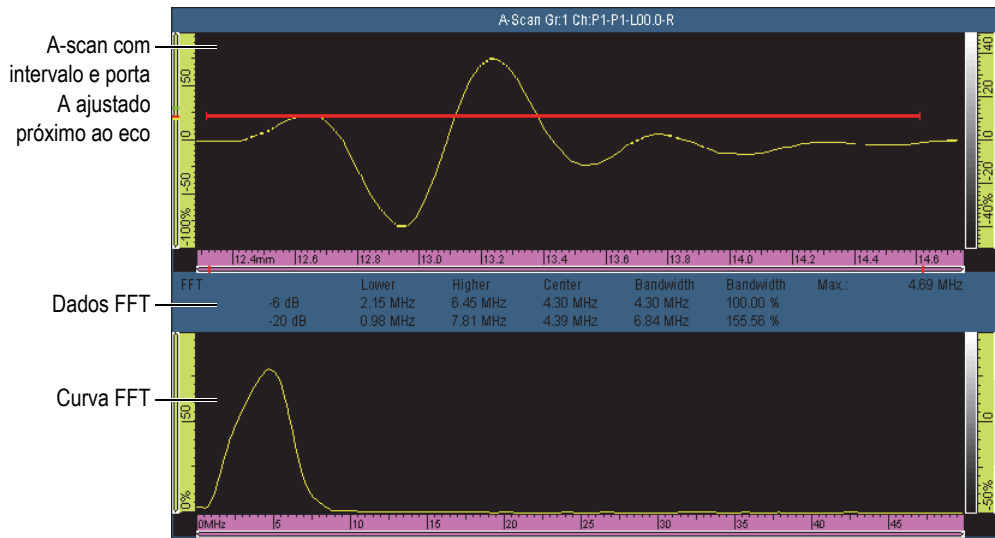 A-Scan Gr:1 Ch:P1-P1-L00.0-R
A-scan com
intervalo e porta
A ajustado
próximo ao eco
50
0
-50
-100%
40
20
0
-20
-40%
12.4mm 12.6 12.8 13.0 13.2 13.4 13.6 13.8 14.0 14.2 14.4 14.6
Dados FFT
FFT Lower Higher Center Bandwidth Bandwidth Max.: 4.69 MHz
-6 dB 2.15 MHz 6.45 MHz 4.30 MHz 4.30 MHz 100.00 %
-20 dB 0.98 MHz 7.81 MHz 4.39 MHz 6.84 MHz 155.56 %
Curva FFT
50
0%
0
-50%
0MHz 5 10 15 20 25 30 35 40 45